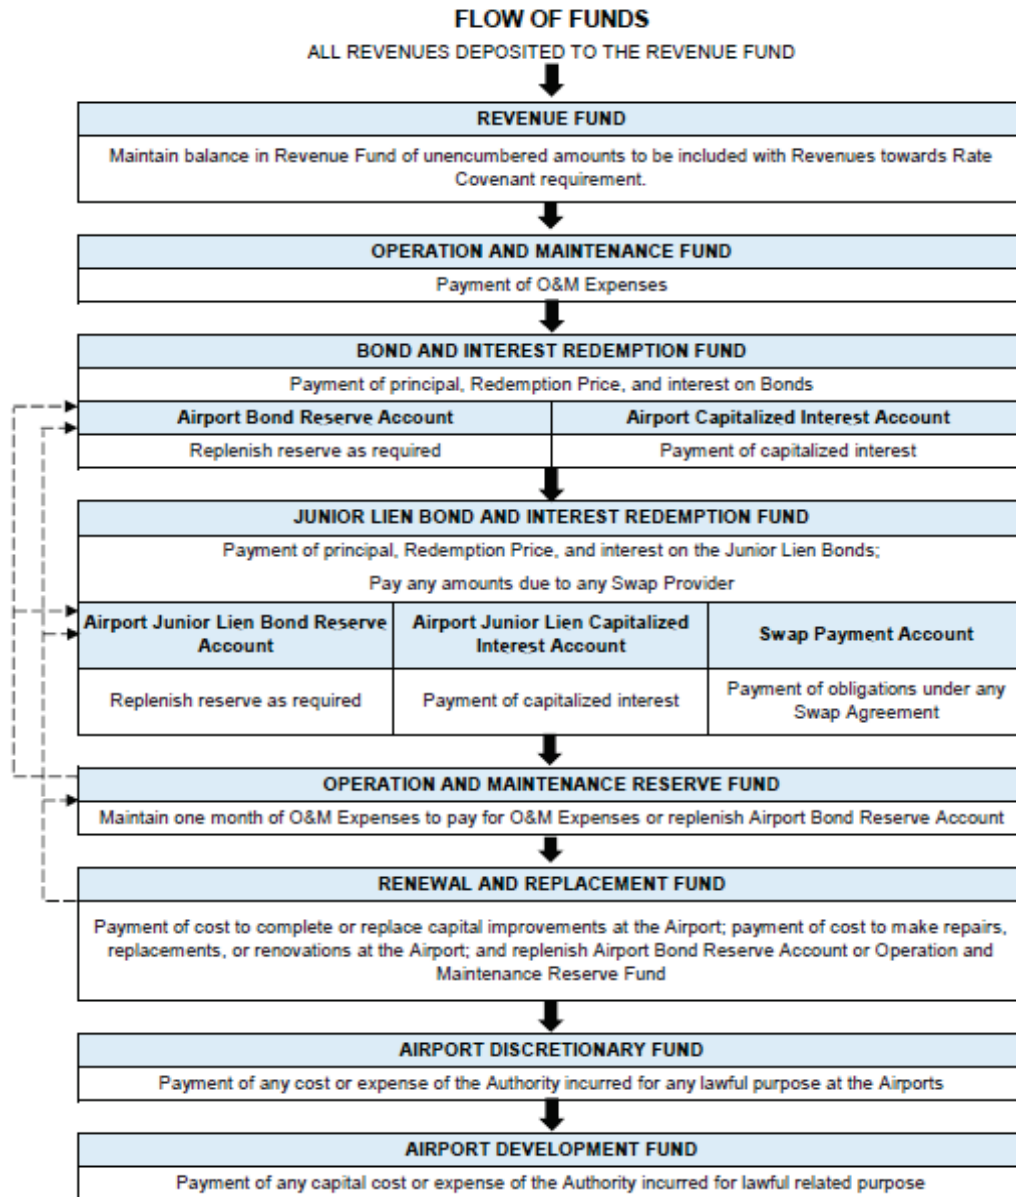 FLOW OF FUNDS
ALL REVENUES DEPOSITED TO THE REVENUE FUND
REVENUE FUND
Maintain balance in Revenue Fund of unencumbered amounts to be included with Revenues towards Rate
Covenant requirement.
OPERATION AND MAINTENANCE FUND
Payment of O&M Expenses
BOND AND INTEREST REDEMPTION FUND
Payment of principal, Redemption Price, and interest on Bonds
Airport Bond Reserve Account
Replenish reserve as required
Airport Capitalized Interest Account
Payment of capitalized interest
JUNIOR LIEN BOND AND INTEREST REDEMPTION FUND
Payment of principal, Redemption Price, and interest on the Junior Lien Bonds;
Pay any amounts due to any Swap Provider
Airport Junior Lien Bond Reserve
Account
Replenish reserve as required
Airport Junior Lien Capitalized
Interest Account
Payment of capitalized interest
Swap Payment Account
Payment of obligations under any
Swap Agreement
OPERATION AND MAINTENANCE RESERVE FUND
Maintain one month of O&M Expenses to pay for O&M Expenses or replenish Airport Bond Reserve Account
RENEWAL AND REPLACEMENT FUND
Payment of cost to complete or replace capital improvements at the Airport; payment of cost to make repairs,
replacements, or renovations at the Airport; and replenish Airport Bond Reserve Account or Operation and
Maintenance Reserve Fund
AIRPORT DISCRETIONARY FUND
Payment of any cost or expense of the Authority incurred for any lawful purpose at the Airports
AIRPORT DEVELOPMENT FUND
Payment of any capital cost or expense of the Authority incurred for lawful related purpose